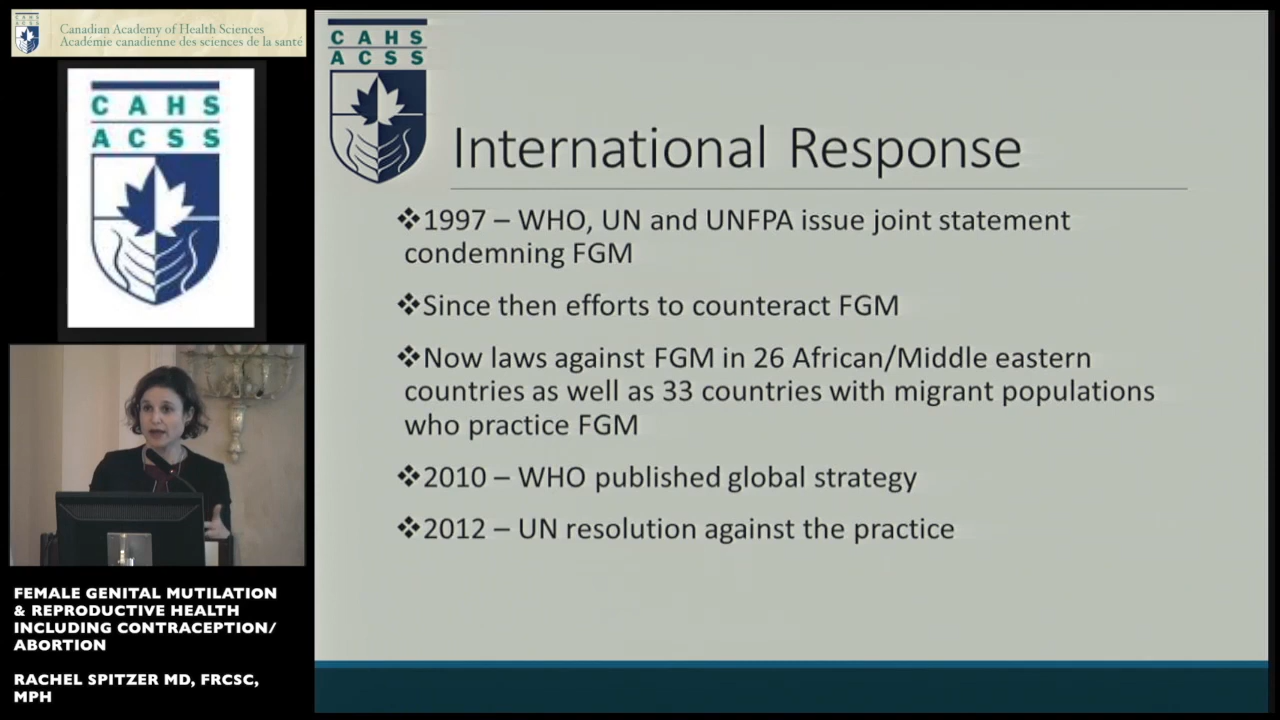 Canadian Academy of Health Sciences
Académie canadienne des sciences de la santé
CAHS
ACSS
FEMALE GENITAL MUTILATION
& REPRODUCTIVE HEALTH
INCLUDING CONTRACEPTION/
ABORTION
RACHEL SPITZER MD, FRCSC,
MPH
CAHS
ACSS
International Response
❖1997 – WHO, UN and UNFPA issue joint statement
condemning FGM
❖Since then efforts to counteract FGM
❖Now laws against FGM in 26 African/Middle eastern
countries as well as 33 countries with migrant populations
who practice FGM
❖2010 – WHO published global strategy
❖2012 – UN resolution against the practice